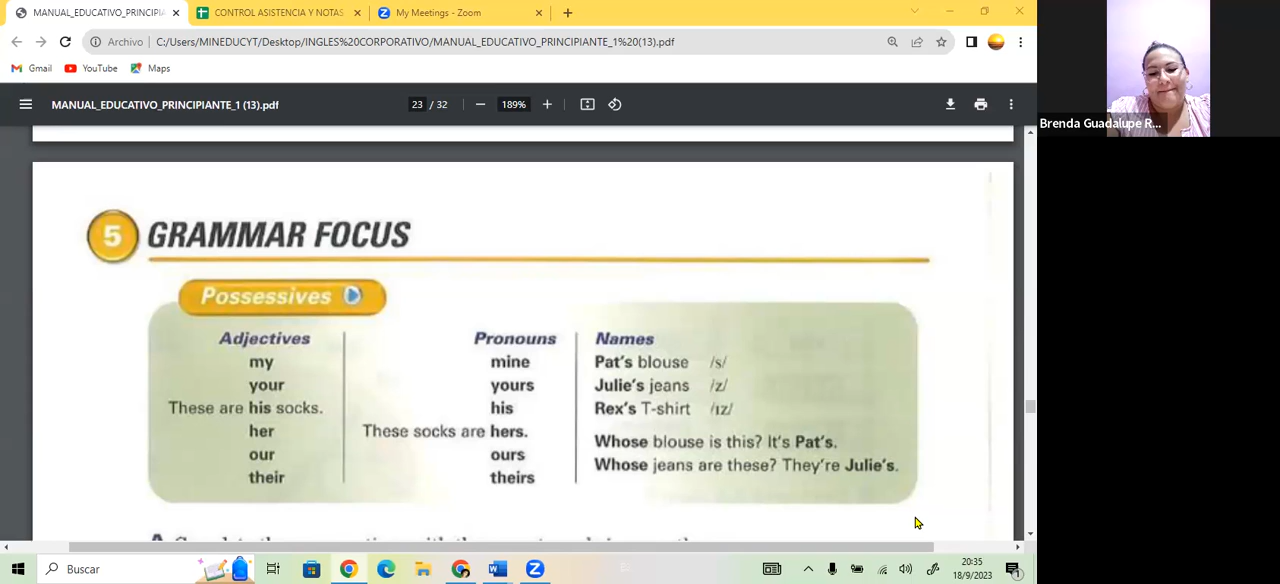 MANUAL_EDUCATIVO_PRINCIPIA
CONTROL ASISTENCIA Y NOTAS
My Meetings - Zoom
Archivo | C:/Users/MINEDUCYT/Desktop/INGLES%20CORPORATIVO/MANUAL_EDUCATIVO_PRINCIPIANTE_1%20(13).pdf
Gmail
YouTube
Maps
MANUAL_EDUCATIVO_PRINCIPIANTE_1 (13).pdf
23 / 32
189%
Brenda Guadalupe R...
5 GRAMMAR FOCUS
Possessives
Adjectives
my
your
These are his socks.
her
our
their
Pronouns
mine
yours
his
These socks are hers.
ours
theirs
Names
Pat's blouse /s/
Julie's jeans /z/
Rex's T-shirt /ɪz/
Whose blouse is this? It's Pat's.
Whose jeans are these? They're Julie's.
Buscar
20:35
18/9/2023
1